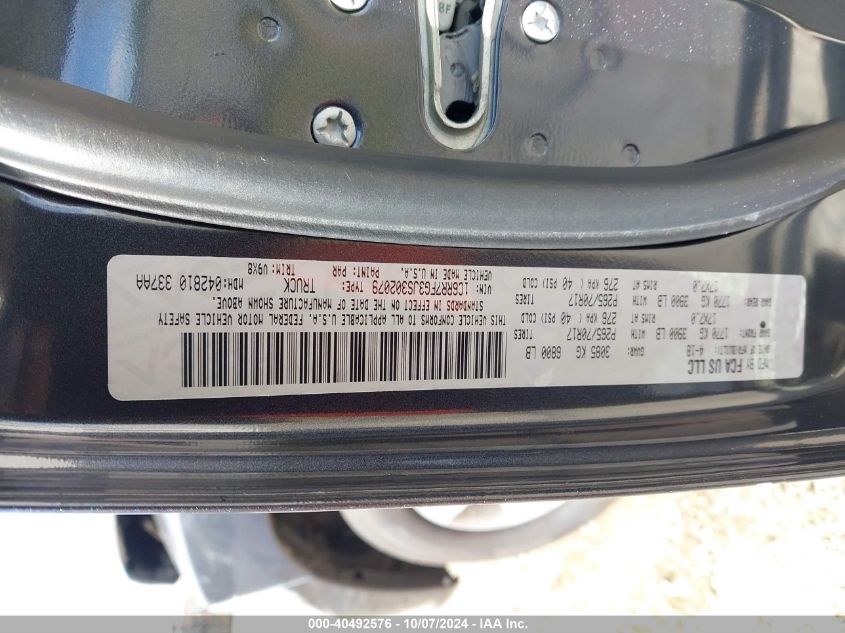 MFD BY FCA US LLC
DATE OF MFR 4-18 GVWR: 3085 KG 6800 LB
GAWR FRONT: 1770 KG 3900 LB WITH P265/70R17 TIRES
17X7.0 RIMS AT 276 KPA ( 40 PSI) COLD
GAWR REAR: 1770 KG 3900 LB WITH P265/70R17 TIRES
17X7.0 RIMS AT 276 KPA ( 40 PSI) COLD
THIS VEHICLE CONFORMS TO ALL APPLICABLE U.S.A. FEDERAL MOTOR VEHICLE SAFETY
STANDARDS IN EFFECT ON THE DATE OF MANUFACTURE SHOWN ABOVE.
VIN: 1C6RR7FG3JS302079 TYPE: TRUCK MDH:042810 337AA
VEHICLE MADE IN U.S.A. PAINT: PAR TRIM: V9X8
000-40492576 - 10/07/2024 - IAA Inc.